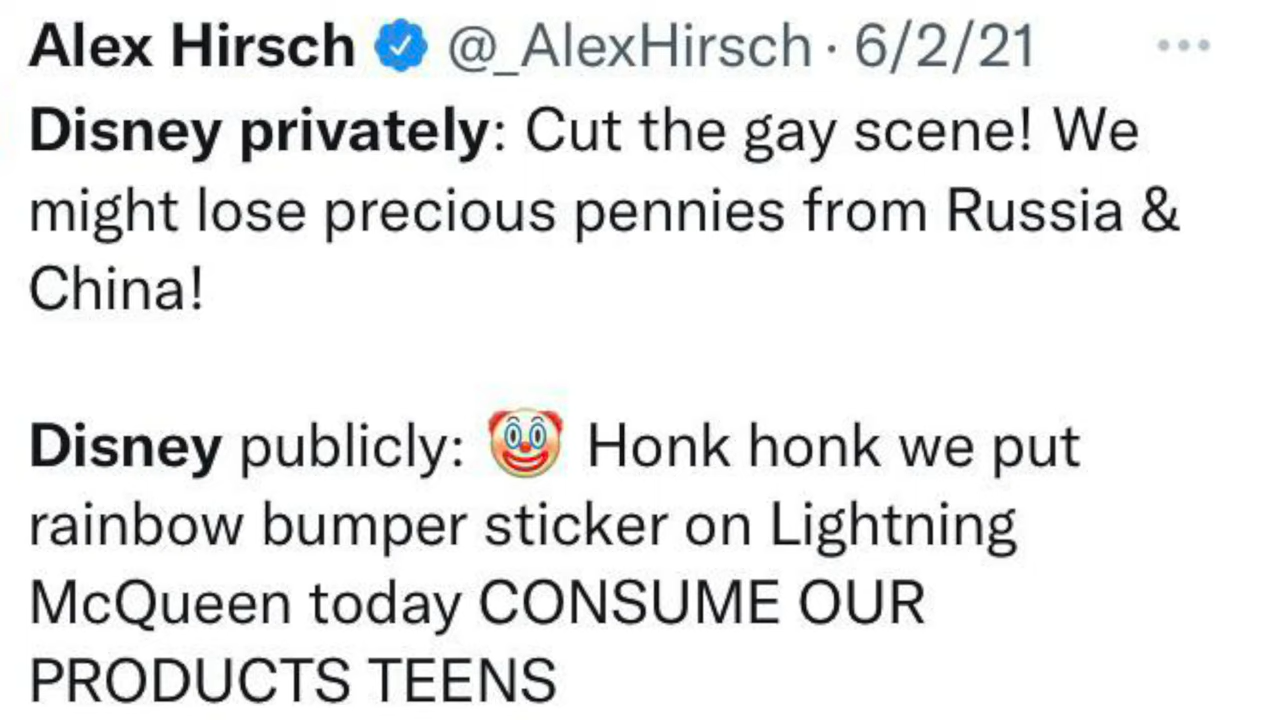 Alex Hirsch @_AlexHirsch · 6/2/21
Disney privately: Cut the gay scene! We
might lose precious pennies from Russia &
China!
Disney publicly: 🤡 Honk honk we put
rainbow bumper sticker on Lightning
McQueen today CONSUME OUR
PRODUCTS TEENS